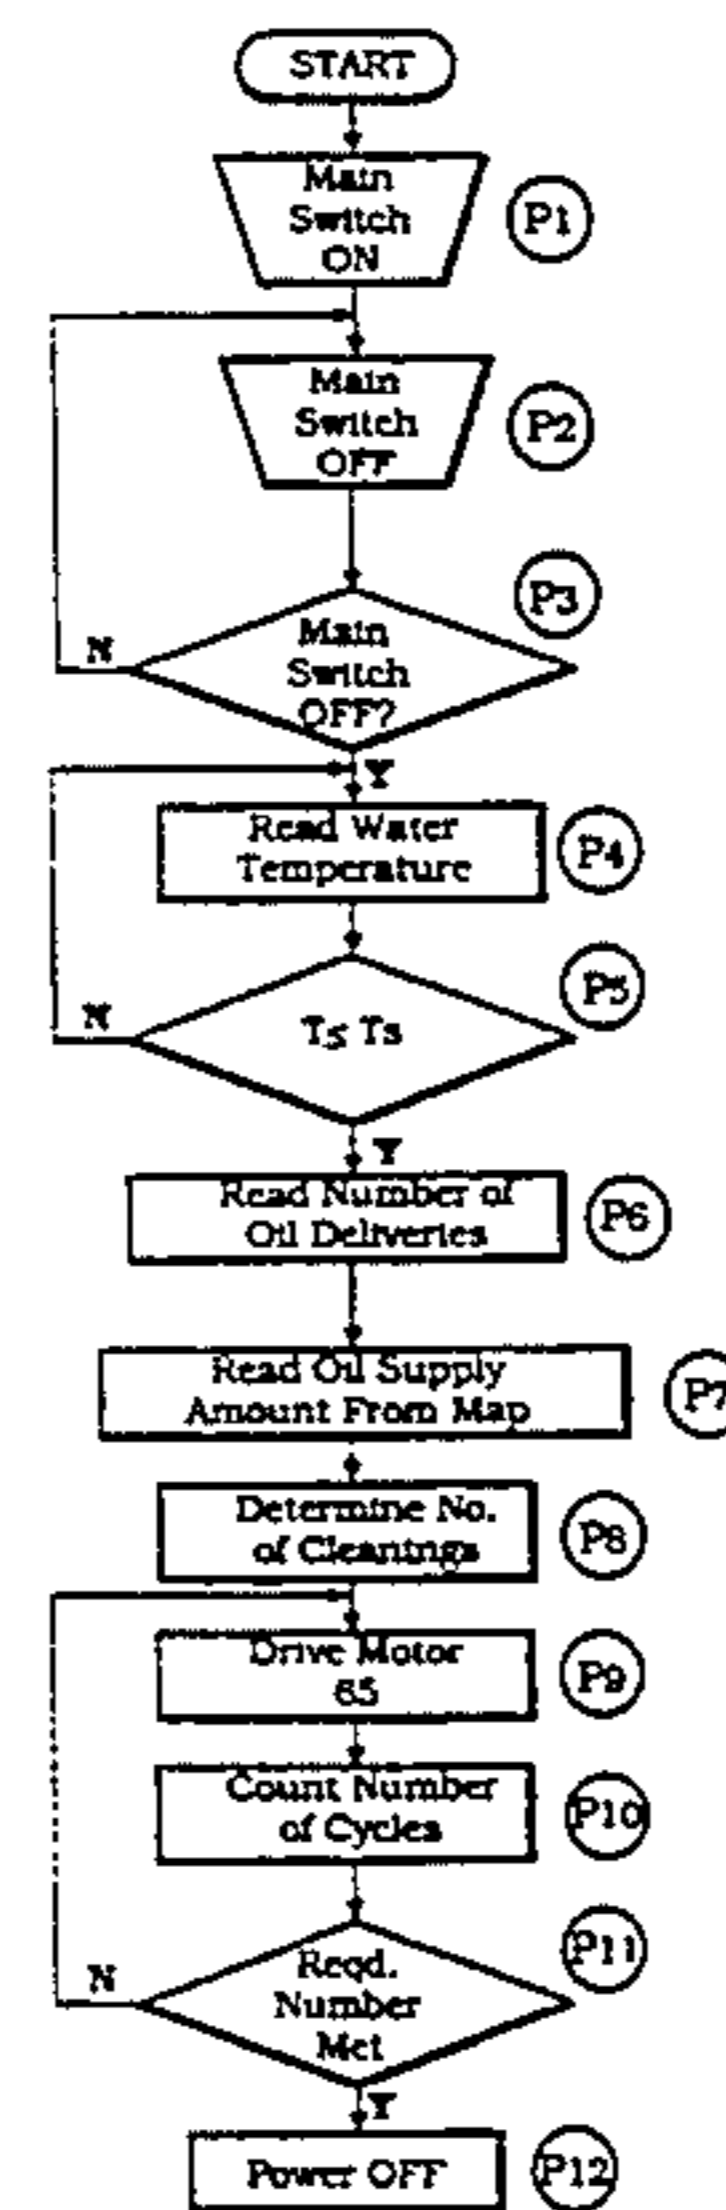 START
Main
Switch
ON
P1
Main
Switch
OFF
P2
P3
Main
Switch
OFF?
N
Y
Read Water
Temperature
P4
P5
T≤ Ts
N
Y
Read Number of
Oil Deliveries
P6
Read Oil Supply
Amount From Map
P7
Determine No.
of Cleanings
P8
Drive Motor
65
P9
Count Number
of Cycles
P10
P11
Reqd.
Number
Met
N
Y
Power OFF
P12